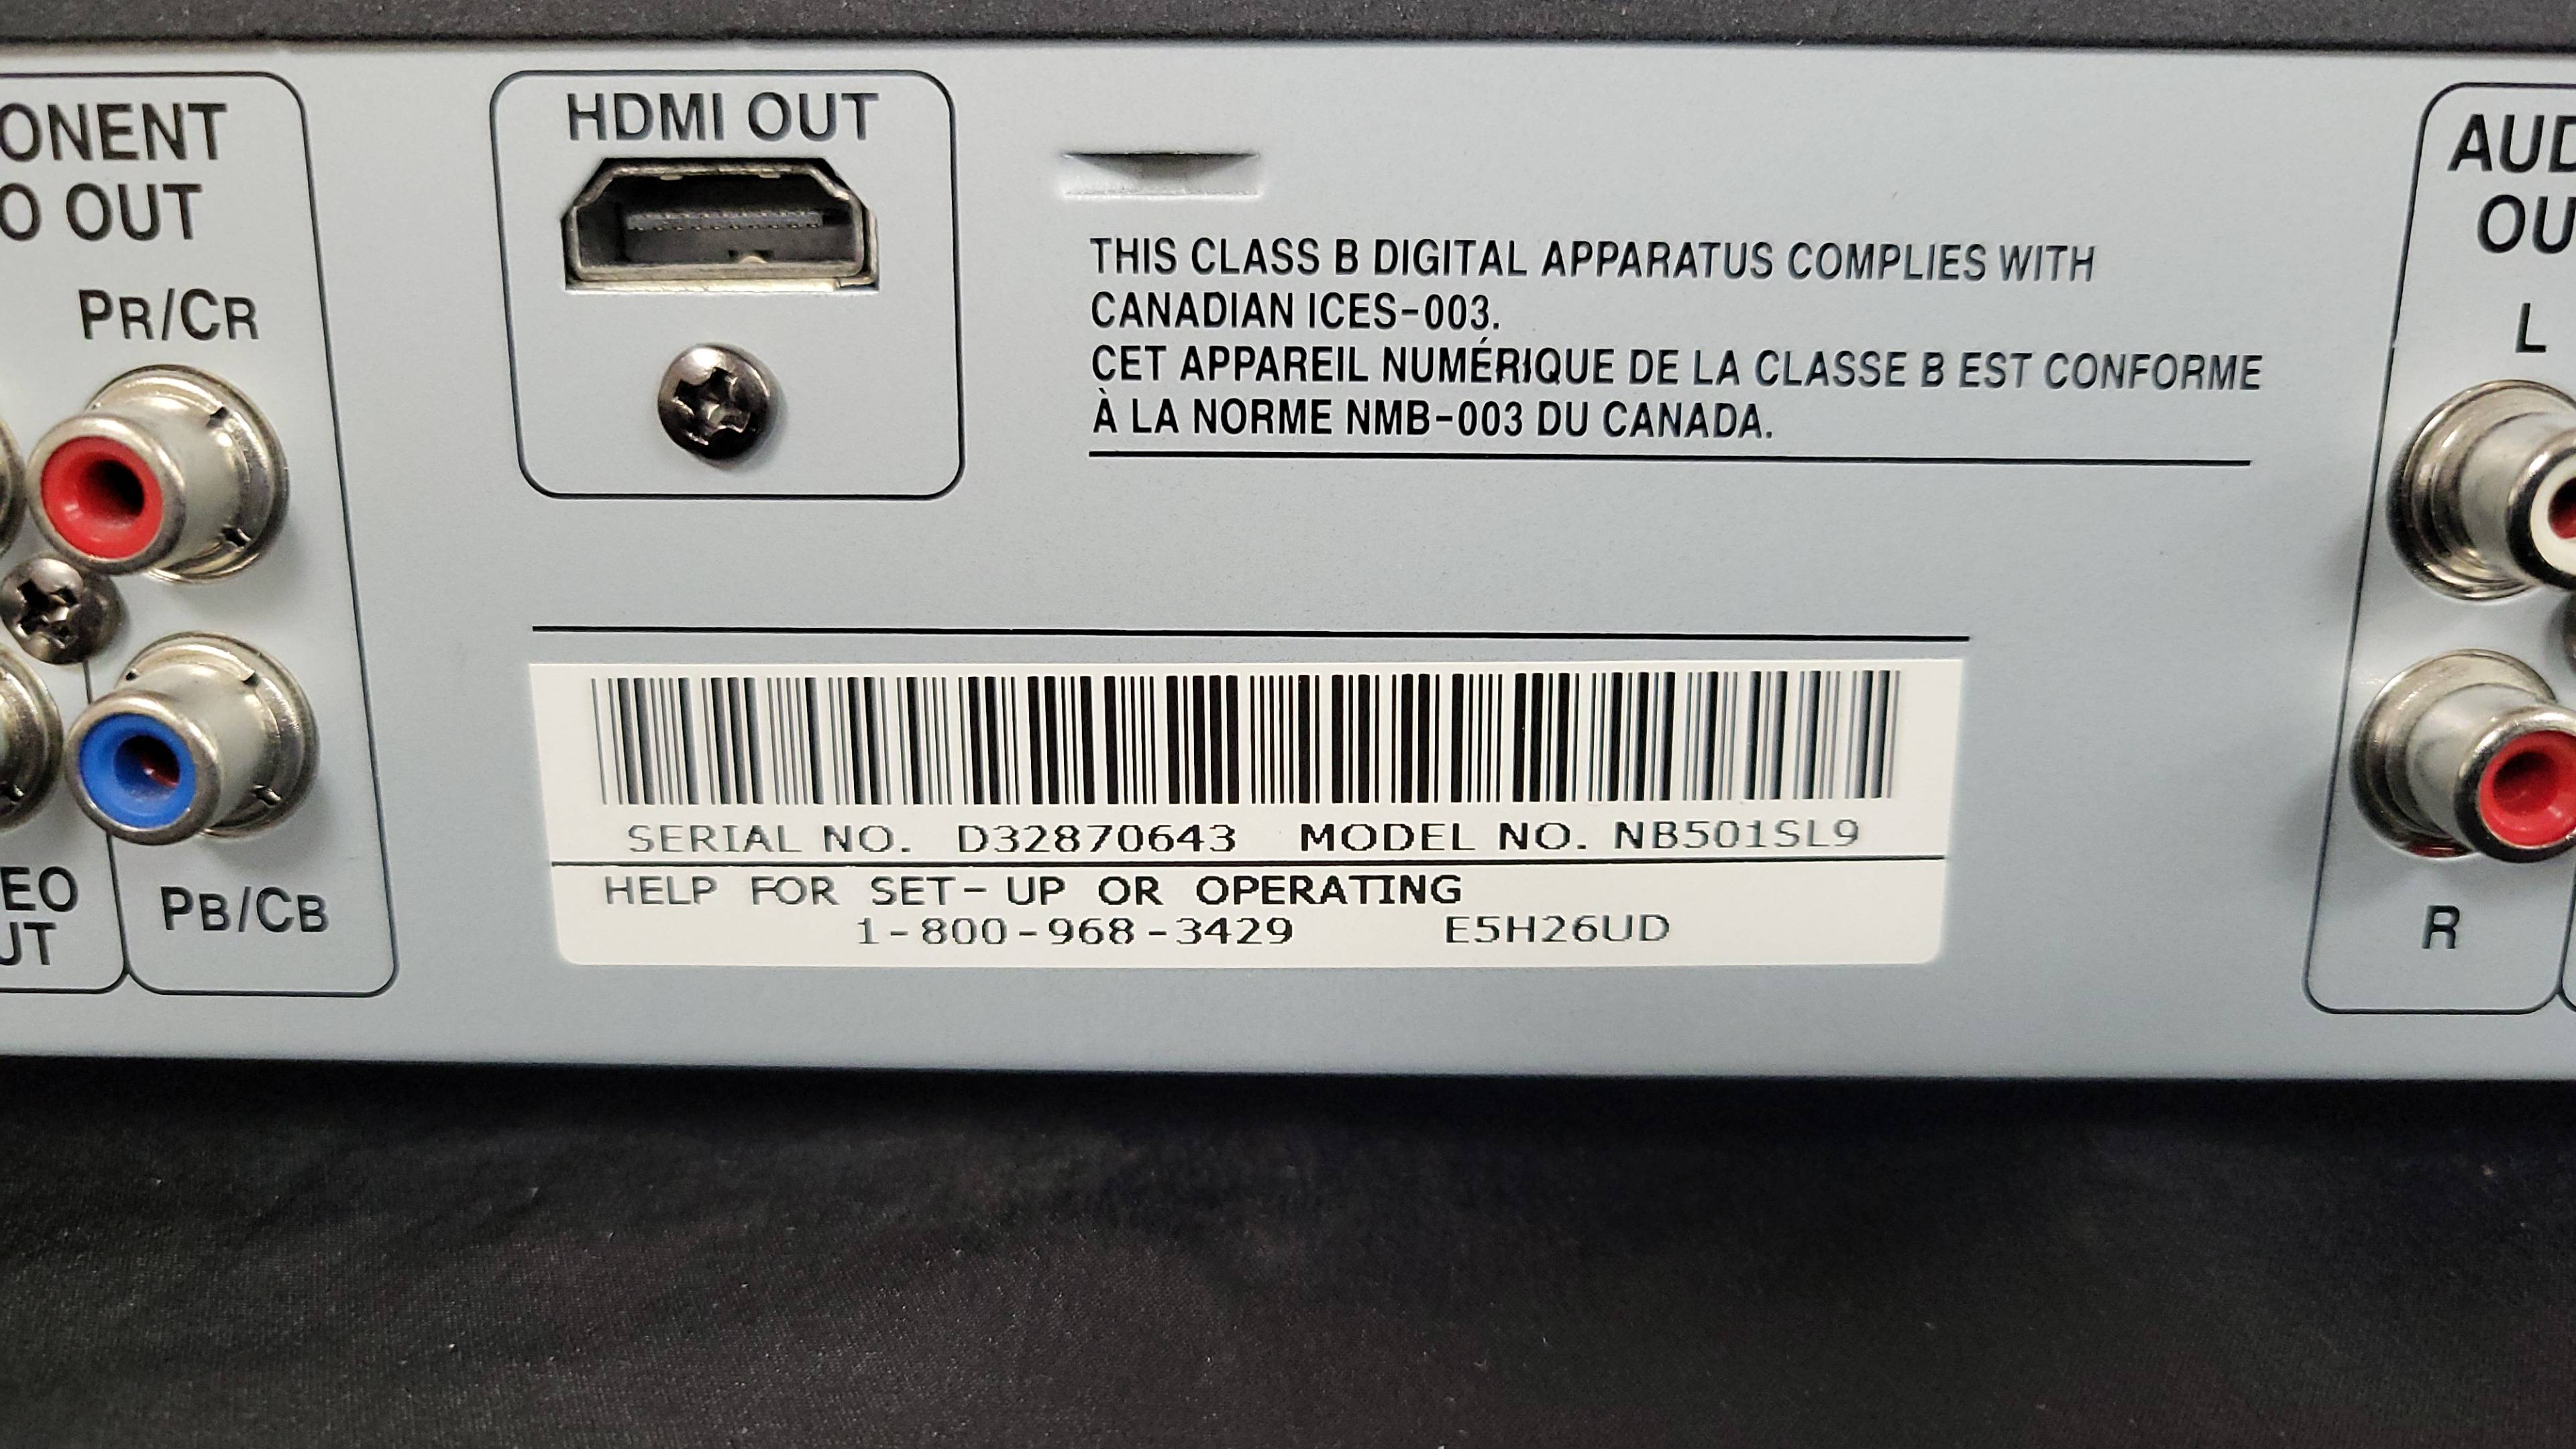 ONENT
O OUT
PR/CR
EO
UT
PB/CB
HDMI OUT
THIS CLASS B DIGITAL APPARATUS COMPLIES WITH
CANADIAN ICES-003.
CET APPAREIL NUMÉRIQUE DE LA CLASSE B EST CONFORME
À LA NORME NMB-003 DU CANADA.
SERIAL NO. D32870643 MODEL NO. NB501SL9
HELP FOR SET-UP OR OPERATING
1-800-968-3429 E5H26UD
AUD
OU
L
R